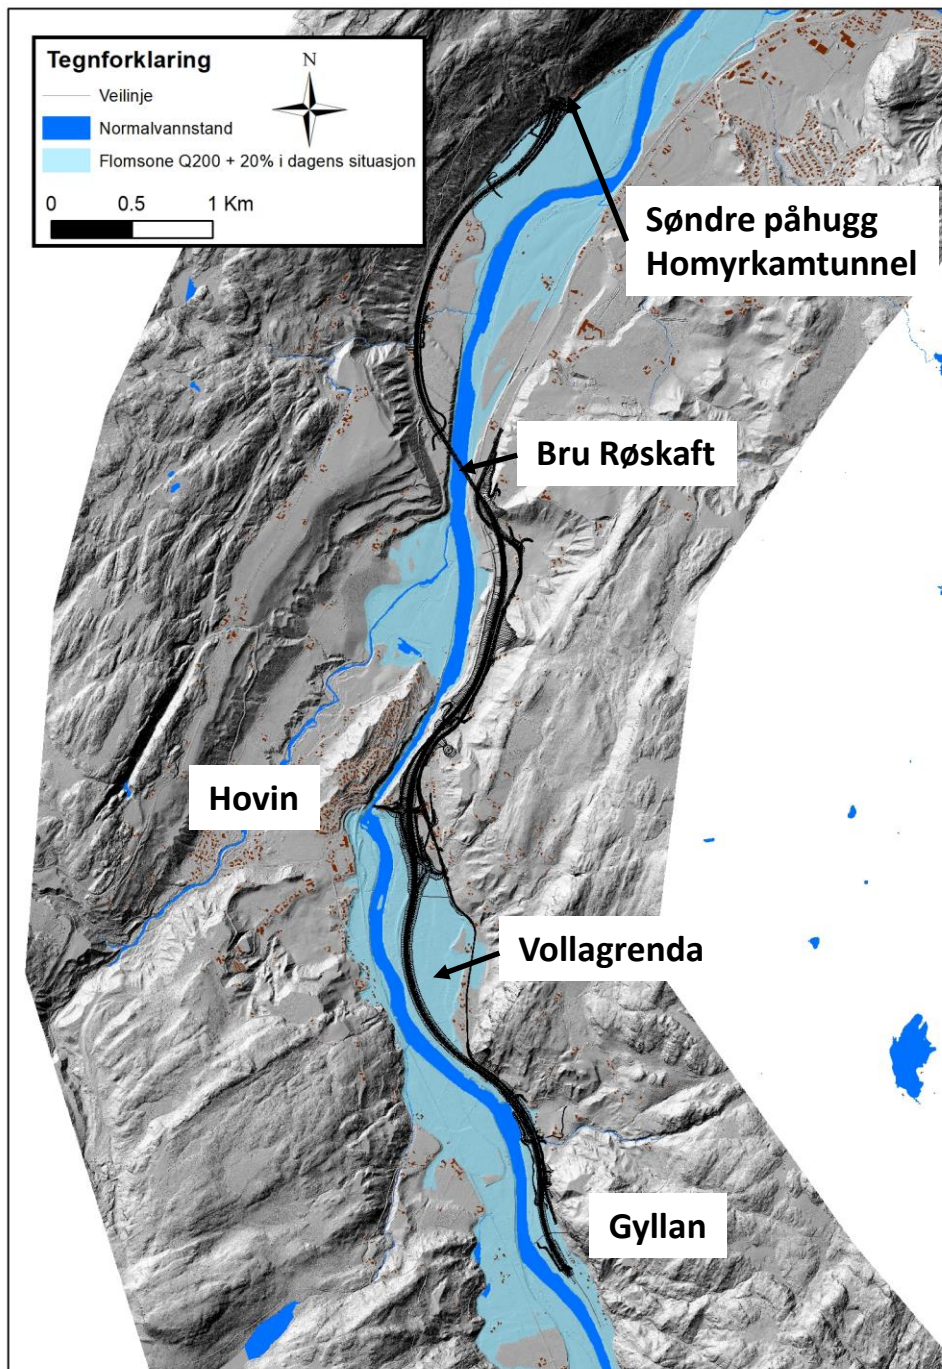 Tegnforklaring
N
Veilinje
Normalvannstand
Flomsone Q200 + 20% i dagens situasjon
0 0.5 1 Km
Søndre påhugg
Homyrkamtunnel
Bru Røskaft
Hovin
Vollagrenda
Gyllan